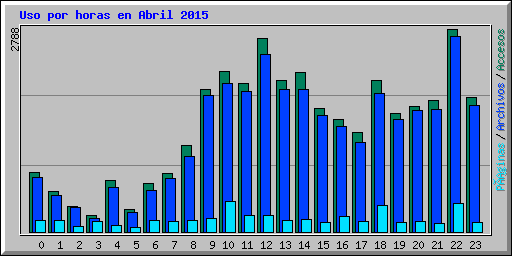 Uso por horas en Abril 2015
2788
PÃginas / Archivos / Accesos
0 1 2 3 4 5 6 7 8 9 10 11 12 13 14 15 16 17 18 19 20 21 22 23